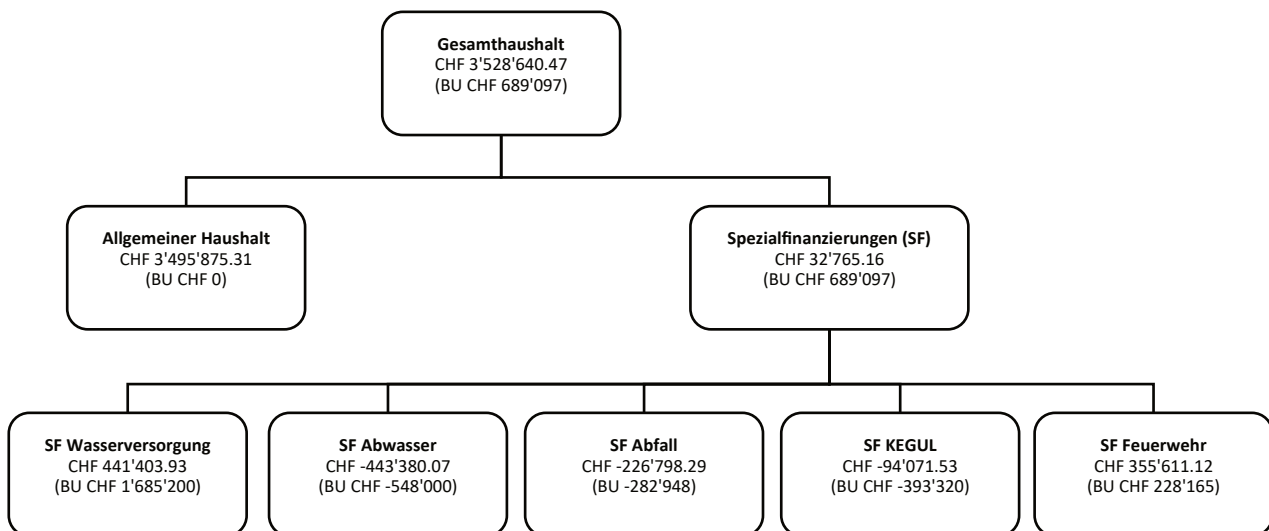 Gesamthaushalt
CHF 3'528'640.47
(BU CHF 689'097)
Allgemeiner Haushalt
CHF 3'495'875.31
(BU CHF 0)
Spezialfinanzierungen (SF)
CHF 32'765.16
(BU CHF 689'097)
SF Wasserversorgung
CHF 441'403.93
(BU CHF 1'685'200)
SF Abwasser
CHF -443'380.07
(BU CHF -548'000)
SF Abfall
CHF -226'798.29
(BU -282'948)
SF KEGUL
CHF -94'071.53
(BU CHF -393'320)
SF Feuerwehr
CHF 355'611.12
(BU CHF 228'165)